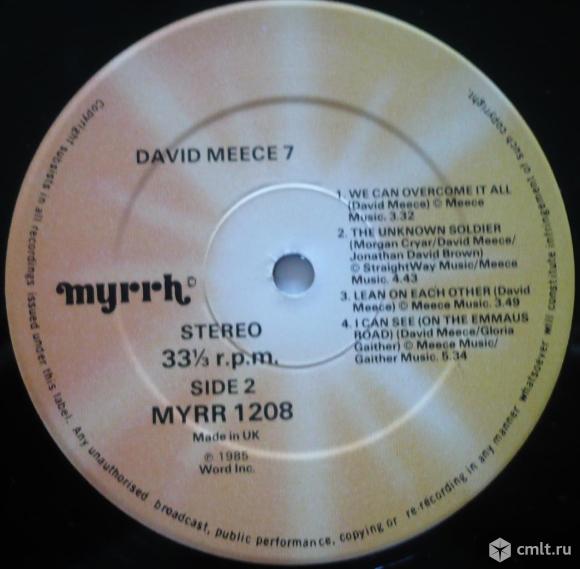 DAVID MEECE 7
1. WE CAN OVERCOME IT ALL
(David Meece) © Meece
Music. 3.32
2. THE UNKNOWN SOLDIER
(Morgan Cryar/David Meece/
Jonathan David Brown)
© StraightWay Music/Meece
Music. 4.43
3. LEAN ON EACH OTHER (David
Meece) © Meece Music. 3.49
4. I CAN SEE (ON THE EMMAUS
ROAD) (David Meece/Gloria
Gaither) © Meece Music/
Gaither Music. 5.34
myrrh©
STEREO
33⅓ r.p.m.
SIDE 2
MYRR 1208
Made in UK
℗ 1985
Word Inc.
Copyright subsists in all recordings issued under this label. Any unauthorised broadcast, public performance, copying or re-recording in any manner whatsoever will constitute infringement of such copyright.
cmlt.ru